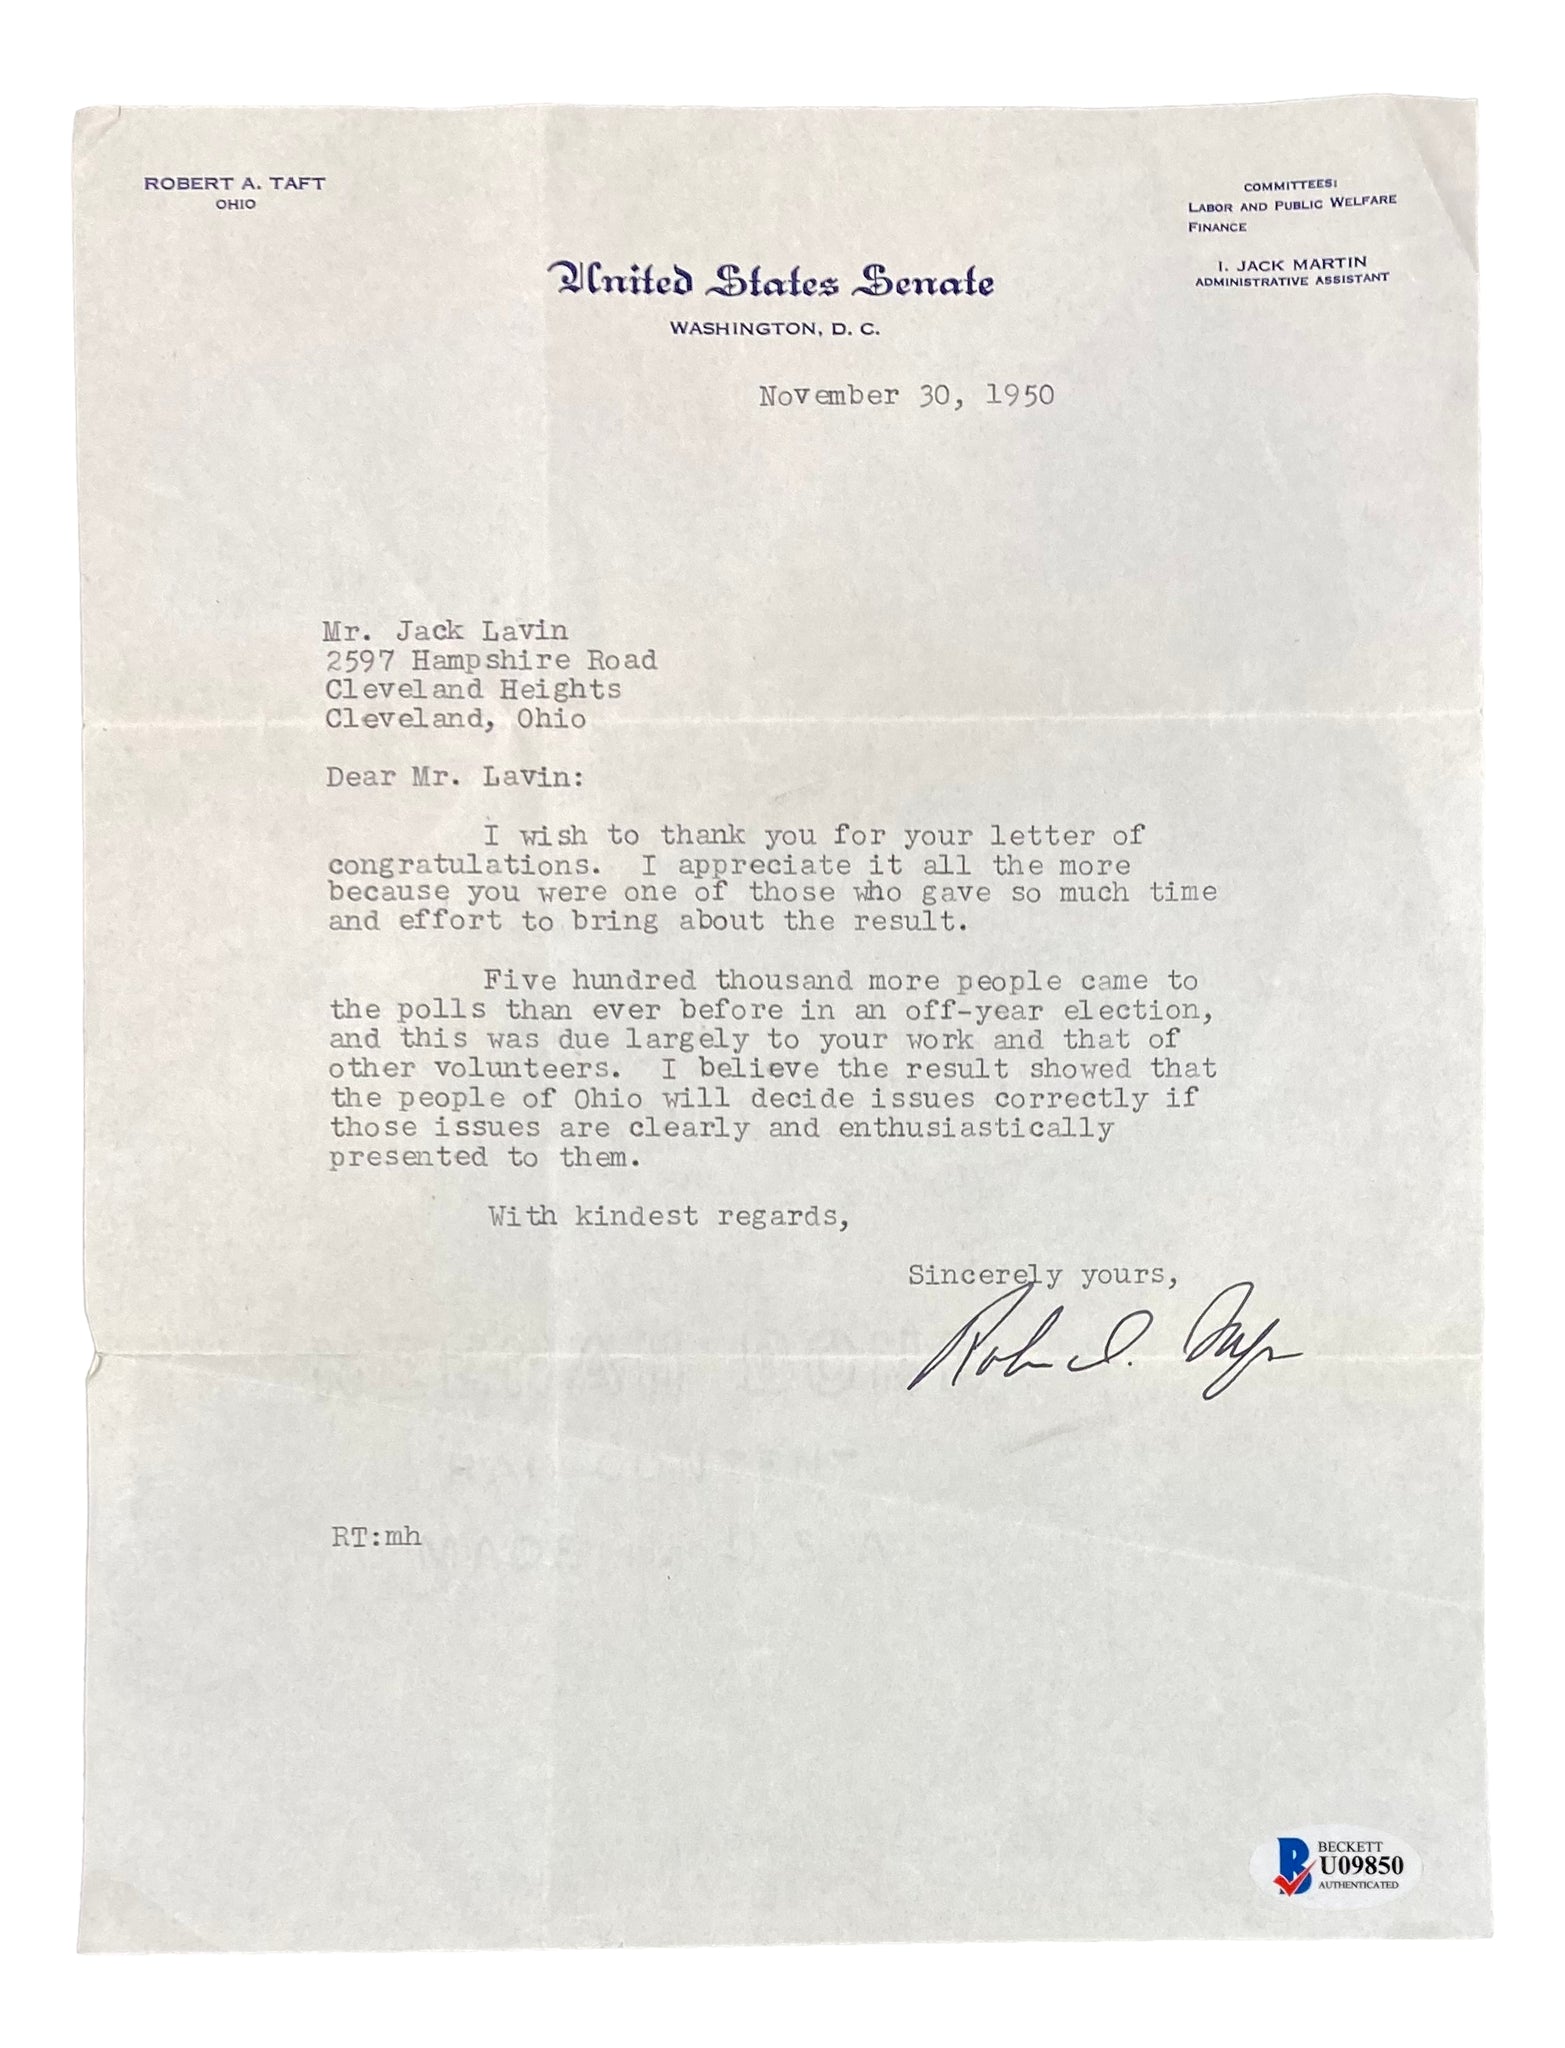 ROBERT A. TAFT
OHIO
COMMITTEES:
LABOR AND PUBLIC WELFARE
FINANCE
I. JACK MARTIN
ADMINISTRATIVE ASSISTANT
United States Senate
WASHINGTON, D. C.
November 30, 1950
Mr. Jack Lavin
2597 Hampshire Road
Cleveland Heights
Cleveland, Ohio
Dear Mr. Lavin:
I wish to thank you for your letter of
congratulations. I appreciate it all the more
because you were one of those who gave so much time
and effort to bring about the result.
Five hundred thousand more people came to
the polls than ever before in an off-year election,
and this was due largely to your work and that of
other volunteers. I believe the result showed that
the people of Ohio will decide issues correctly if
those issues are clearly and enthusiastically
presented to them.
With kindest regards,
Sincerely yours,
RT:mh
BECKETT
U09850
AUTHENTICATED